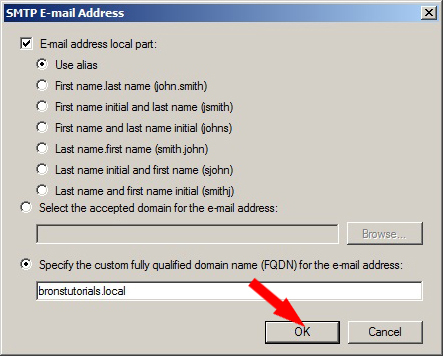 SMTP E-mail Address
E-mail address local part:
Use alias
First name.last name (john.smith)
First name initial and last name (jsmith)
First name and last name initial (johns)
Last name.first name (smith.john)
Last name initial and first name (sjohn)
Last name and first name initial (smithj)
Select the accepted domain for the e-mail address:
Browse...
Specify the custom fully qualified domain name (FQDN) for the e-mail address:
bronstutorials.local
OK Cancel